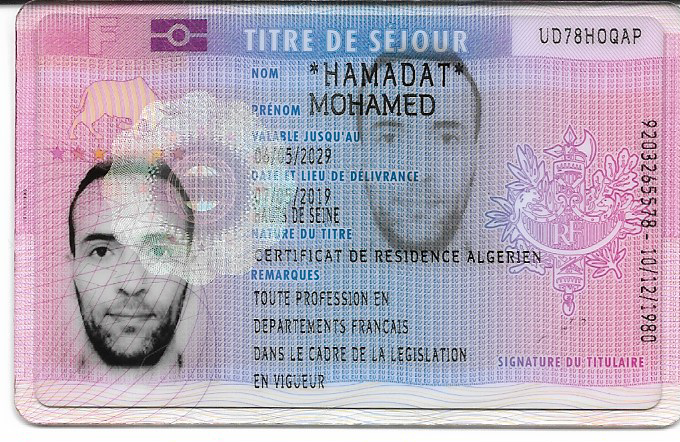 F
TITRE DE SÉJOUR
UD78H0QAP
NOM *HAMADAT*
PRÉNOM MOHAMED
VALABLE JUSQU'AU
06/05/2029
DATE ET LIEU DE DÉLIVRANCE
07/05/2019
HAUTS DE SEINE
NATURE DU TITRE
CERTIFICAT DE RESIDENCE ALGERIEN
REMARQUES
TOUTE PROFESSION EN
DEPARTEMENTS FRANCAIS
DANS LE CADRE DE LA LEGISLATION
EN VIGUEUR
RF
SIGNATURE DU TITULAIRE
9203265578 - 10/12/1980